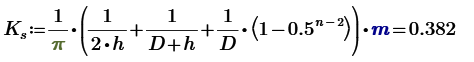 K_s := 1/π · (1/(2·h) + 1/(D+h) + 1/D · (1−0.5^(n−2))) · m = 0.382